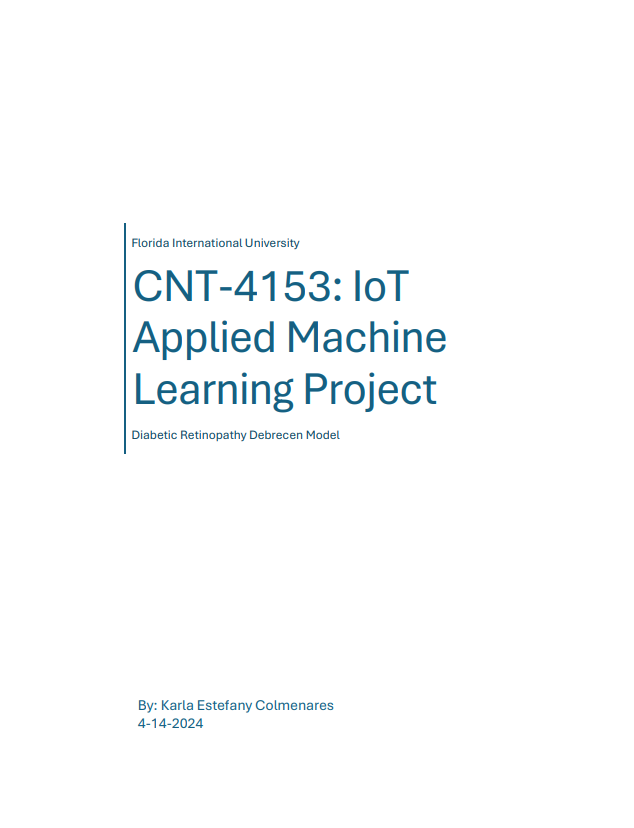 Florida International University
CNT-4153: IoT
Applied Machine
Learning Project
Diabetic Retinopathy Debrecen Model
By: Karla Estefany Colmenares
4-14-2024